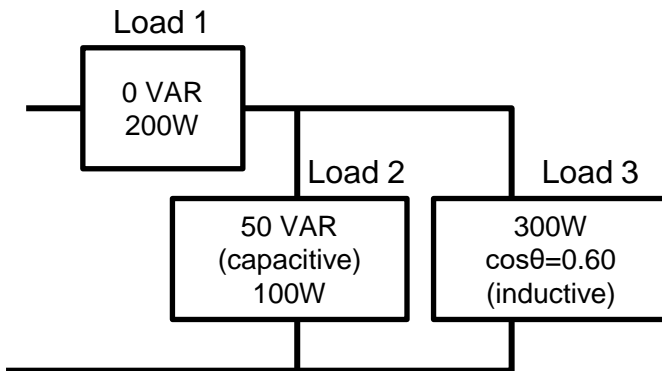 Load 1
0 VAR
200W
Load 2
50 VAR
(capacitive)
100W
Load 3
300W
cosθ=0.60
(inductive)